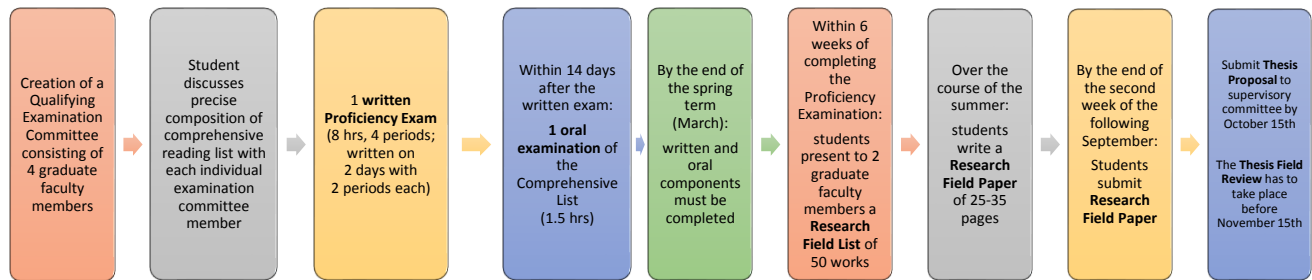 Creation of a
Qualifying
Examination
Committee
consisting of
4 graduate
faculty
members
Student
discusses
precise
composition of
comprehensive
reading list with
each individual
examination
committee
member
1 written
Proficiency Exam
(8 hrs, 4 periods;
written on
2 days with
2 periods each)
Within 14 days
after the
written exam:
1 oral
examination of
the
Comprehensive
List
(1.5 hrs)
By the end of
the spring
term
(March):
written and
oral
components
must be
completed
Within 6
weeks of
completing
the
Proficiency
Examination:
students
present to 2
graduate
faculty
members a
Research
Field List of
50 works
Over the
course of the
summer:
students
write a
Research
Field Paper
of 25-35
pages
By the end of
the second
week of the
following
September:
Students
submit
Research
Field Paper
Submit Thesis
Proposal to
supervisory
committee by
October 15th
The Thesis Field
Review has to
take place
before
November 15th